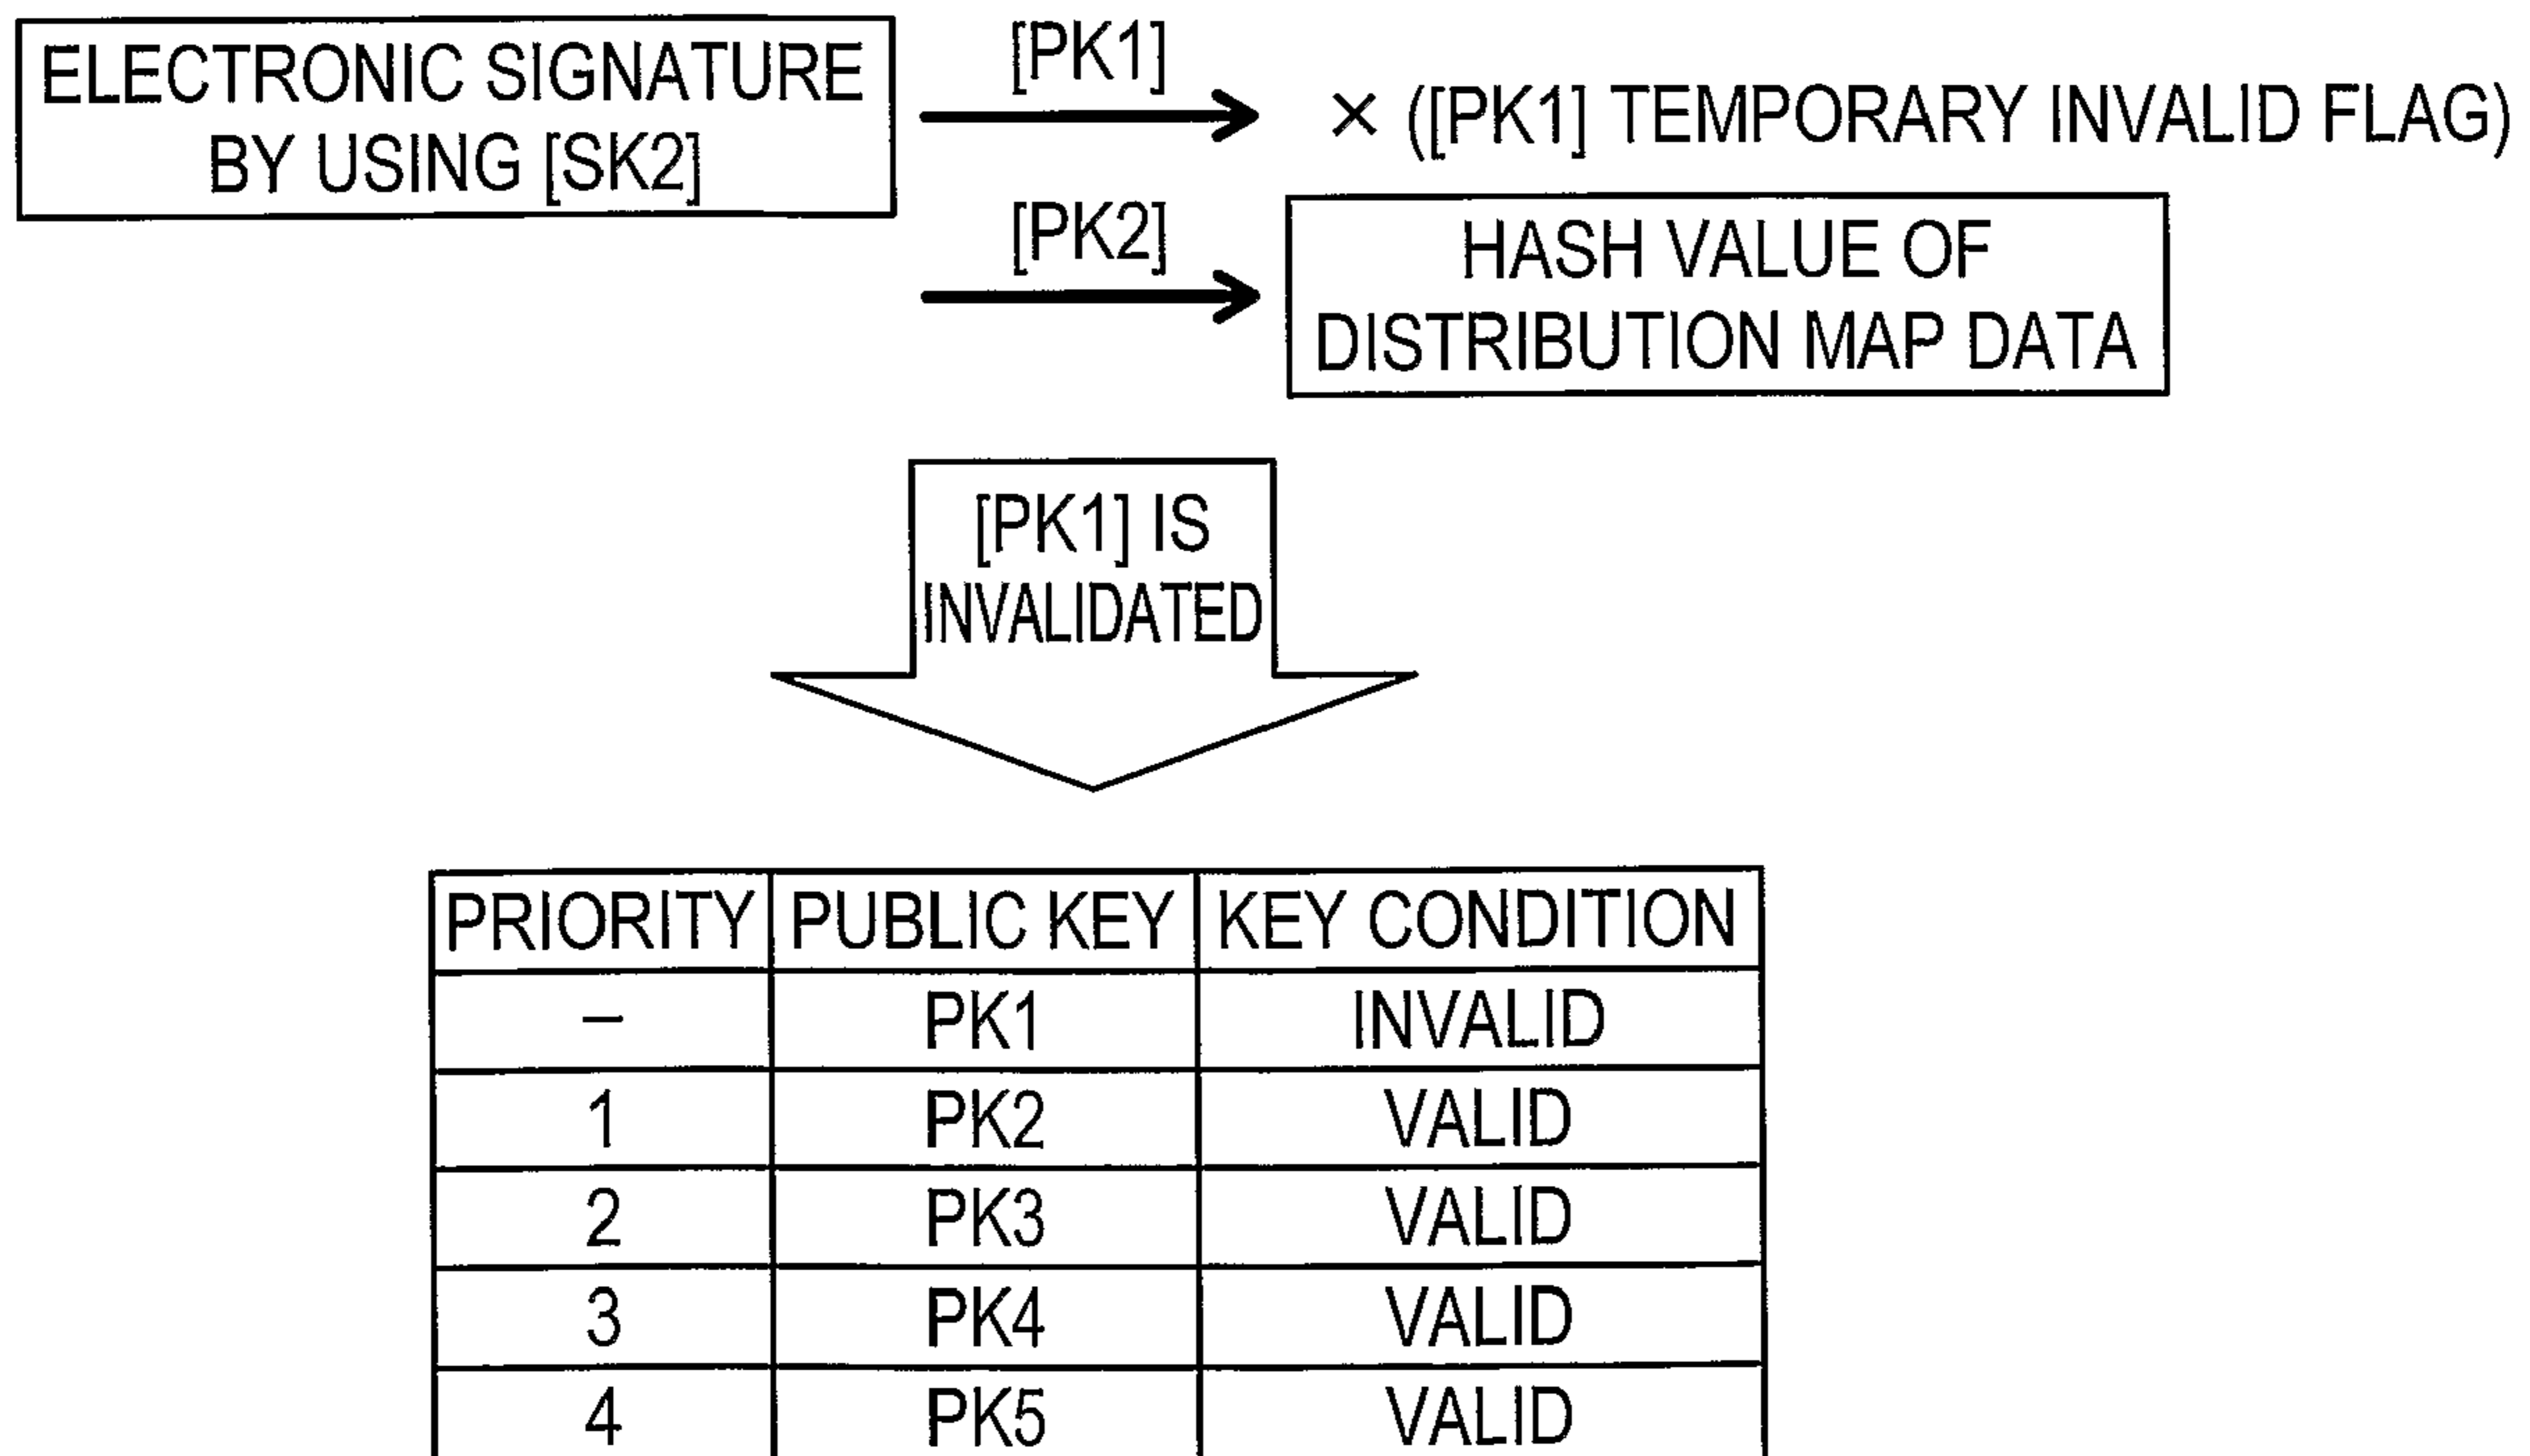 ELECTRONIC SIGNATURE
BY USING [SK2]
[PK1]
× ([PK1] TEMPORARY INVALID FLAG)
[PK2]
HASH VALUE OF
DISTRIBUTION MAP DATA
[PK1] IS
INVALIDATED
PRIORITY PUBLIC KEY KEY CONDITION
– PK1 INVALID
1 PK2 VALID
2 PK3 VALID
3 PK4 VALID
4 PK5 VALID